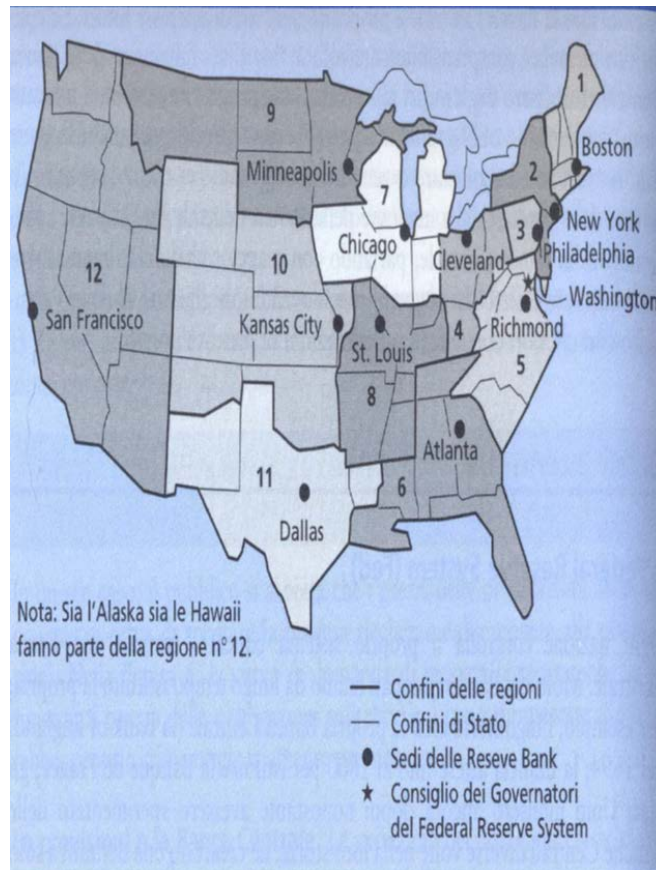 1
9
Boston
2
Minneapolis
7
New York
3
Chicago
Cleveland
Philadelphia
12
10
Washington
San Francisco
Kansas City
4
Richmond
St. Louis
5
8
Atlanta
6
11
Dallas
Nota: Sia l'Alaska sia le Hawaii
fanno parte della regione n° 12.
Confini delle regioni
Confini di Stato
Sedi delle Reseve Bank
Consiglio dei Governatori
del Federal Reserve System